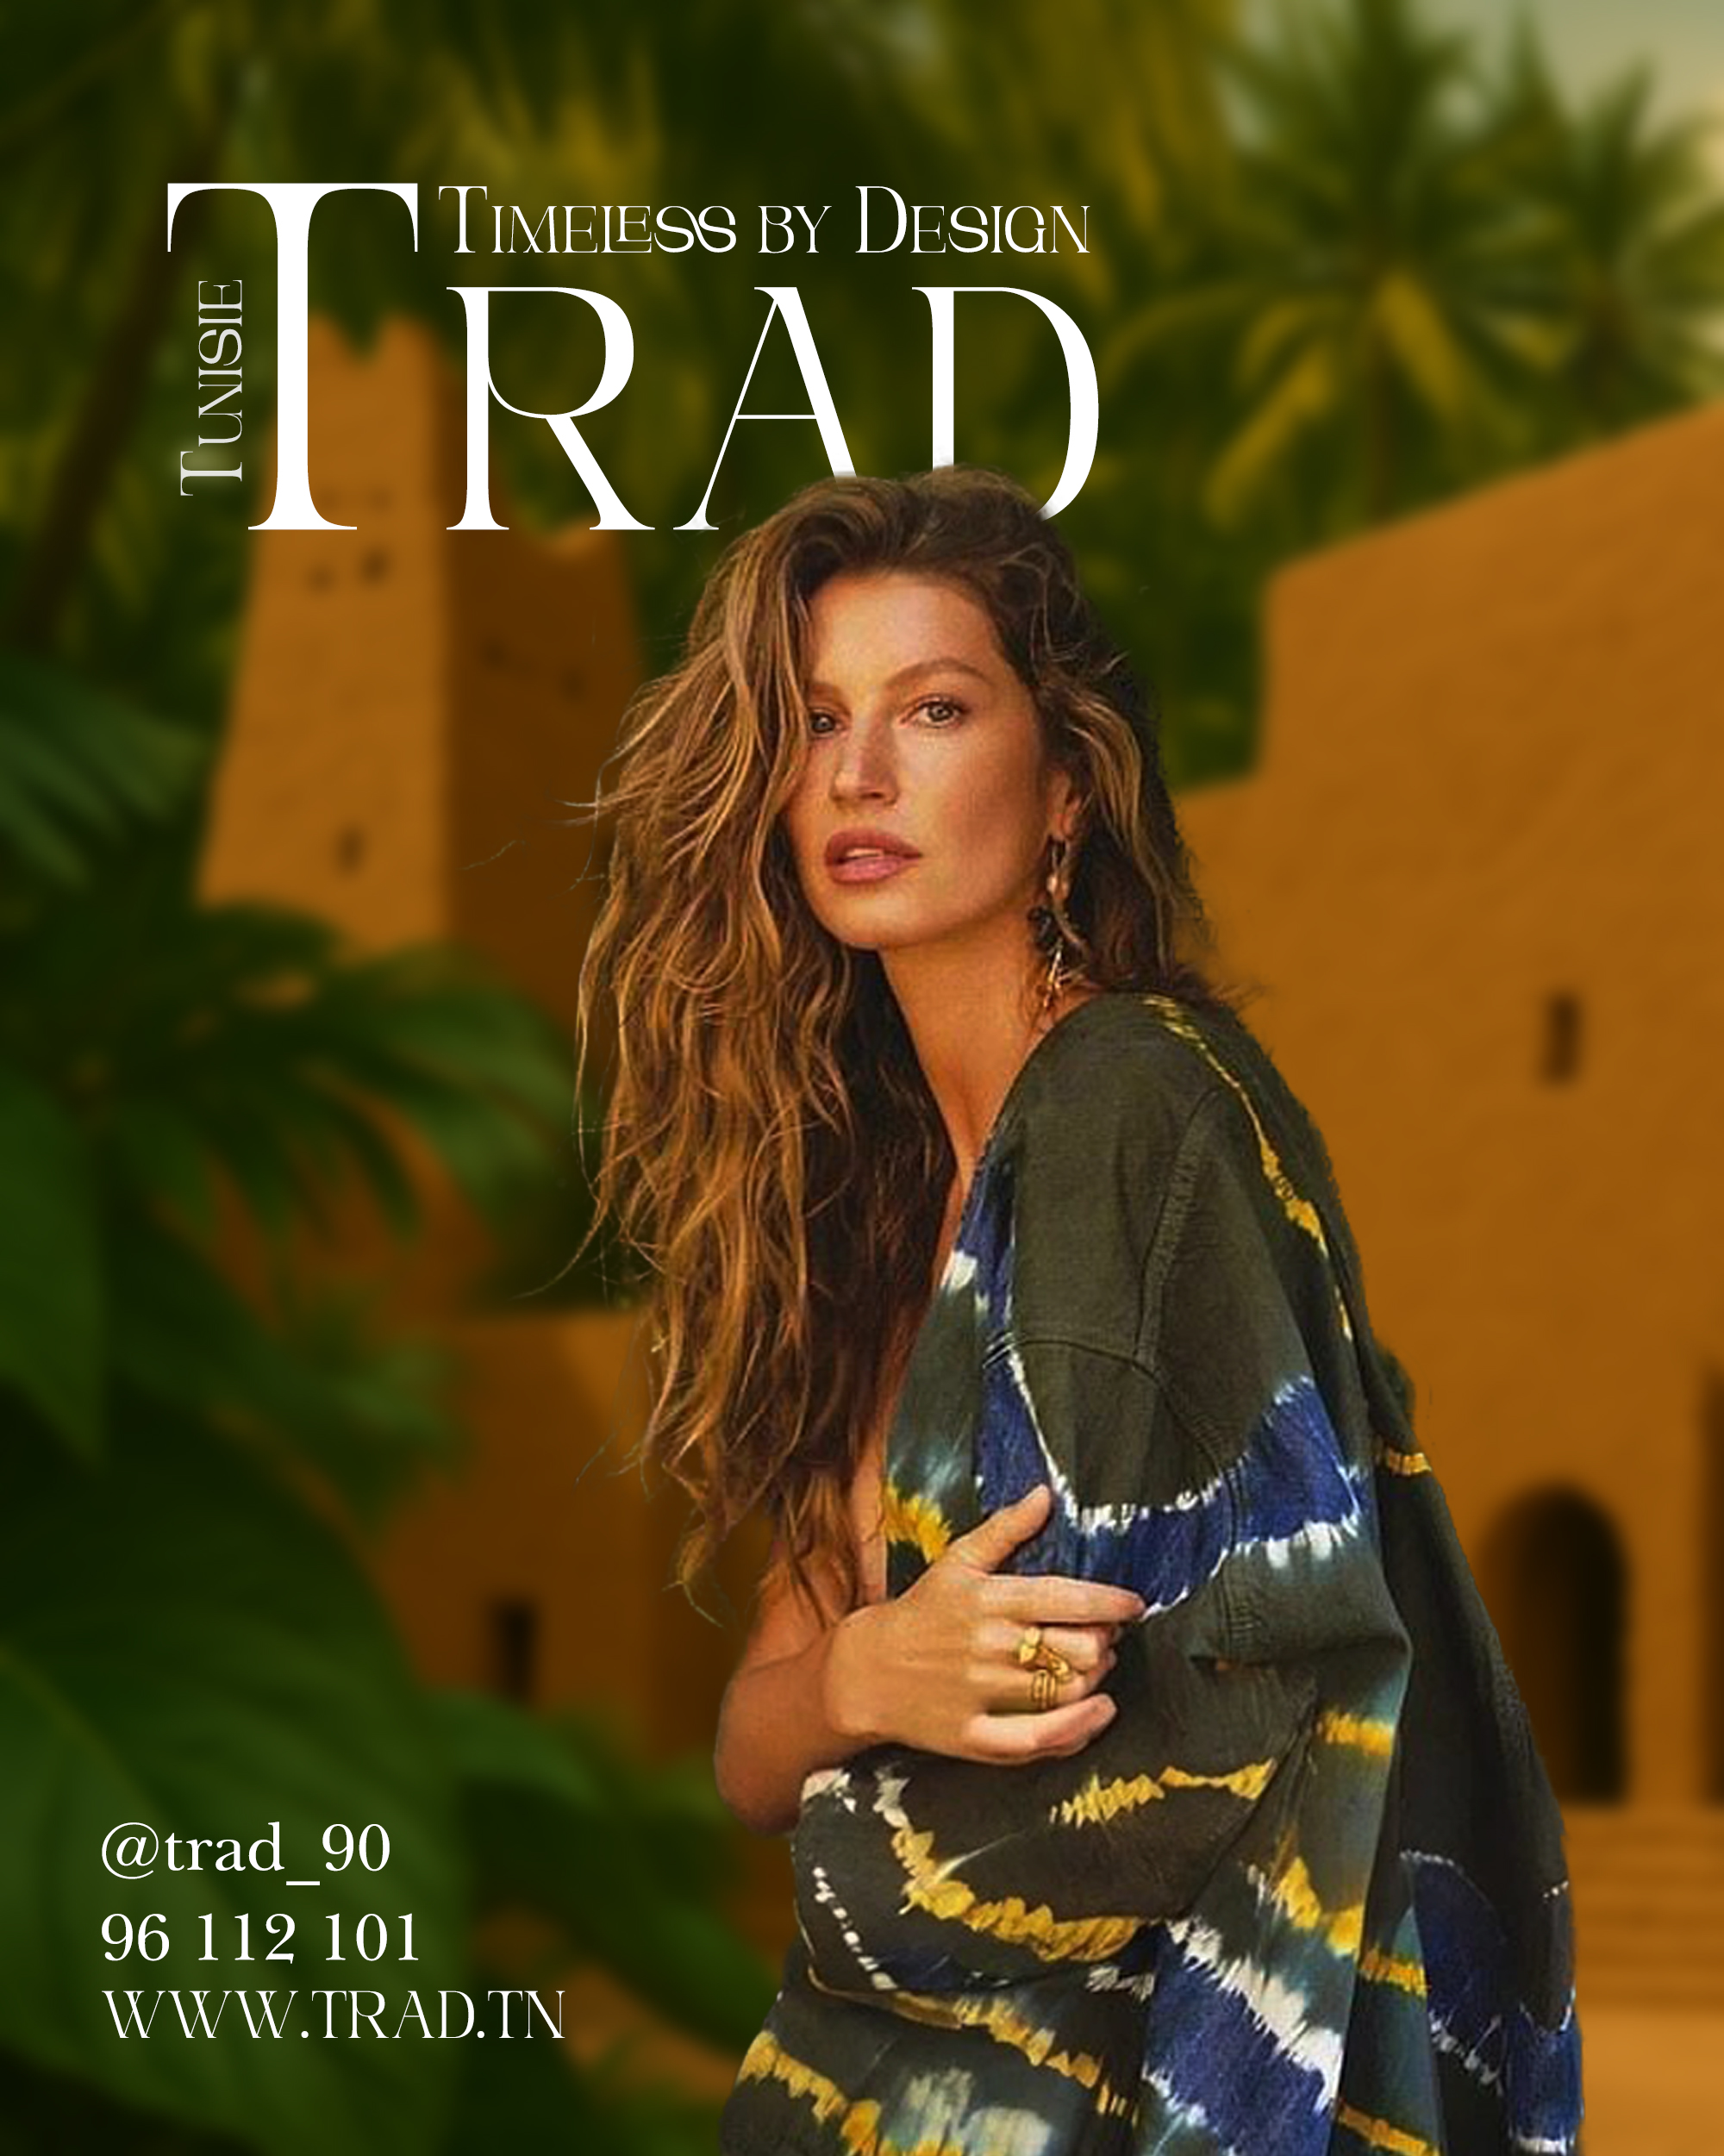 Timeless by Design
TRAD
Tunisie
@trad_90
96 112 101
WWW.TRAD.TN